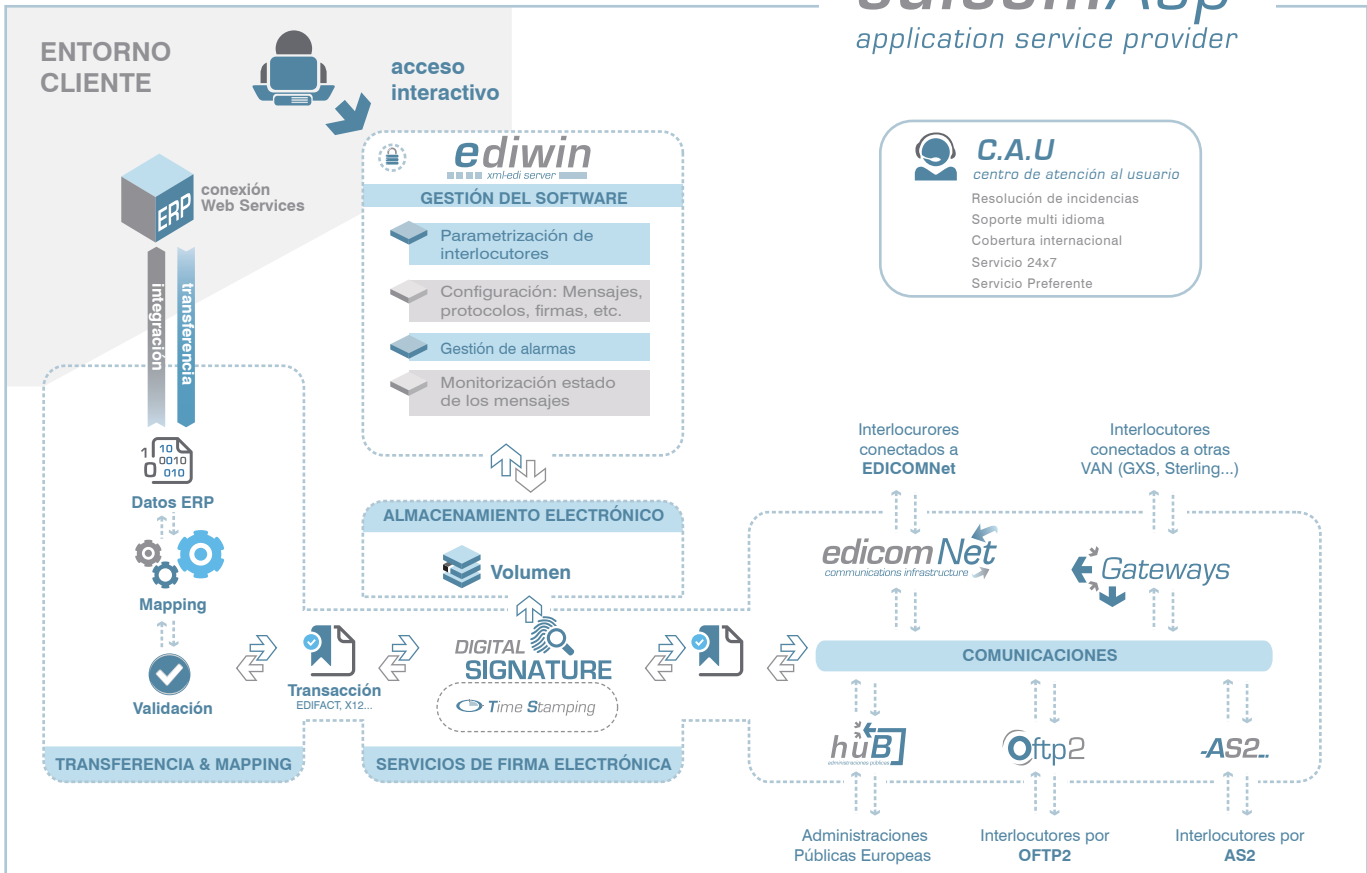 edicomAsp
application service provider
ENTORNO
CLIENTE
acceso
interactivo
conexión
Web Services
ERP
integración
transferencia
ediwin
xml-edi server
GESTIÓN DEL SOFTWARE
Parametrización de
interlocutores
Configuración: Mensajes,
protocolos, firmas, etc.
Gestión de alarmas
Monitorización estado
de los mensajes
C.A.U
centro de atención al usuario
Resolución de incidencias
Soporte multi idioma
Cobertura internacional
Servicio 24x7
Servicio Preferente
1
0
10
0010
010
Datos ERP
Mapping
Validación
TRANSFERENCIA & MAPPING
Transacción
EDIFACT, X12...
ALMACENAMIENTO ELECTRÓNICO
Volumen
DIGITAL
SIGNATURE
Time Stamping
SERVICIOS DE FIRMA ELECTRÓNICA
Interlocurores
conectados a
EDICOMNet
Interlocutores
conectados a otras
VAN (GXS, Sterling...)
edicomNet
communications infrastructure
Gateways
COMUNICACIONES
huB
administraciones públicas
Oftp2
-AS2..
Administraciones
Públicas Europeas
Interlocutores por
OFTP2
Interlocutores por
AS2